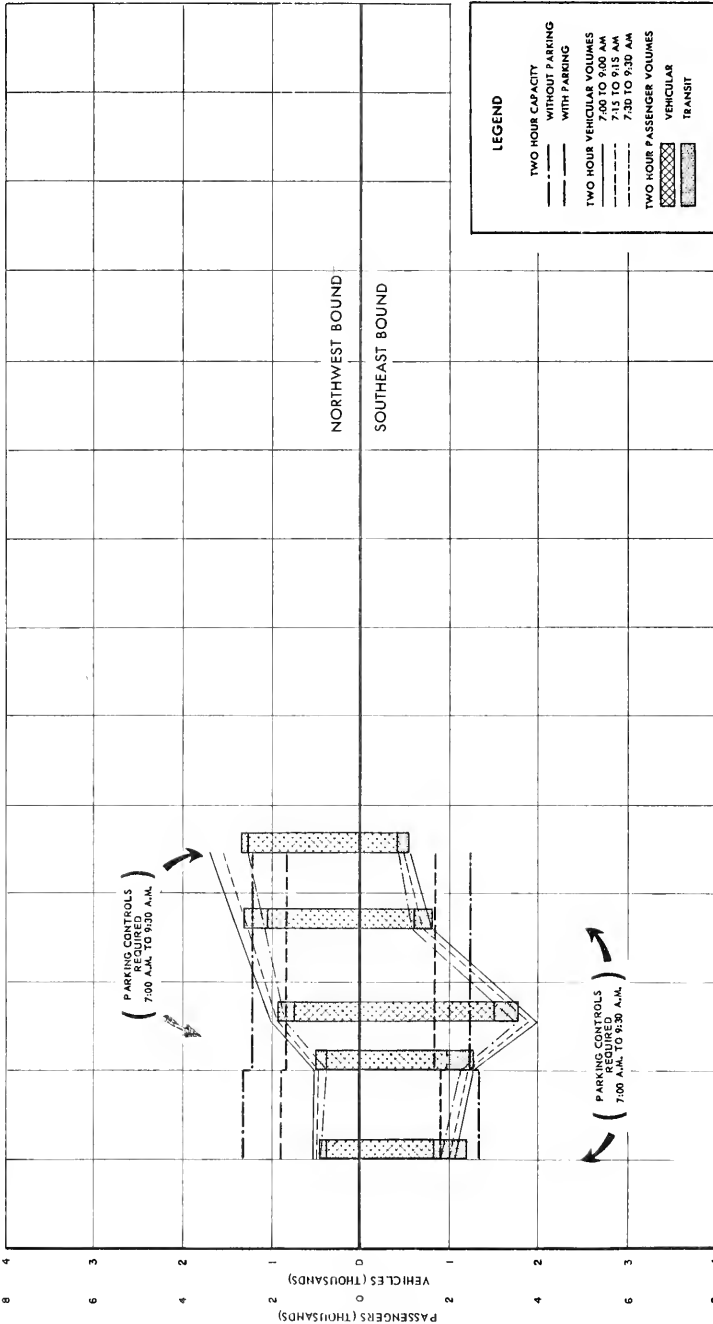 8 6 4 2 0 2 4 6 8
PASSENGERS (THOUSANDS)
4 3 2 1 0 1 2 3 4
VEHICLES (THOUSANDS)
( PARKING CONTROLS
REQUIRED
7:00 A.M. TO 9:30 A.M. )
NORTHWEST BOUND
SOUTHEAST BOUND
( PARKING CONTROLS
REQUIRED
7:00 A.M. TO 9:30 A.M. )
LEGEND
TWO HOUR CAPACITY
WITHOUT PARKING
WITH PARKING
TWO HOUR VEHICULAR VOLUMES
7:00 TO 9:00 AM
7:15 TO 9:15 AM
7:30 TO 9:30 AM
TWO HOUR PASSENGER VOLUMES
VEHICULAR
TRANSIT